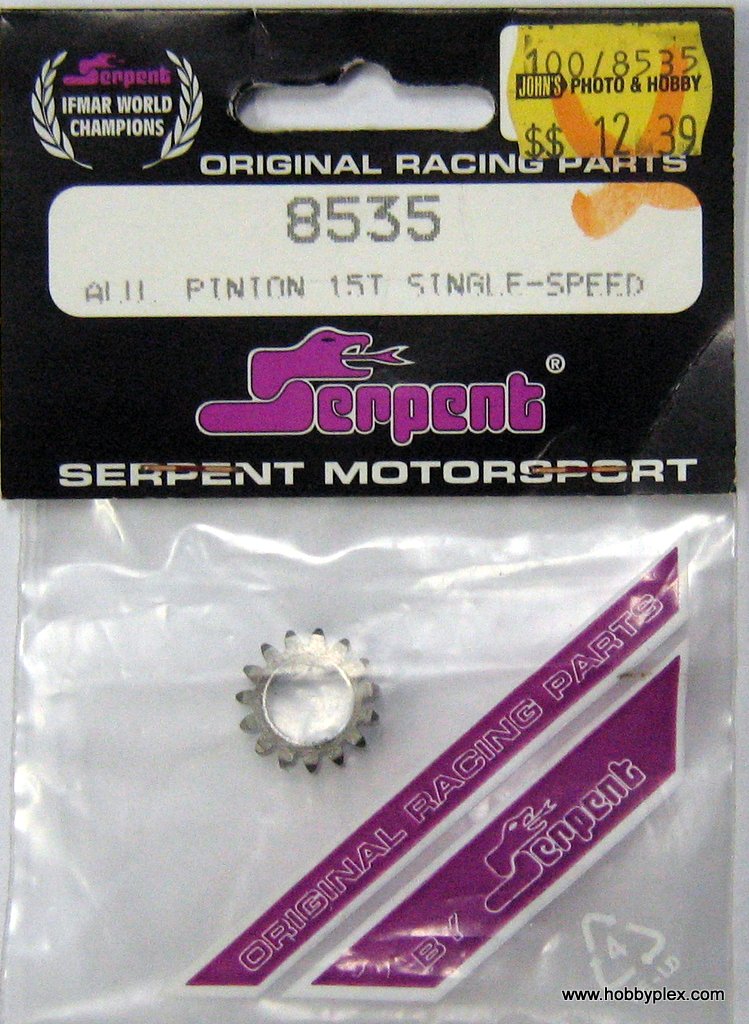 Serpent
IFMAR WORLD
CHAMPIONS
100/8535
JOHN'S PHOTO & HOBBY
$$ 12.39
ORIGINAL RACING PARTS
8535
ALU. PINION 15T SINGLE-SPEED
Serpent®
SERPENT MOTORSPORT
ORIGINAL RACING PARTS
BY Serpent
4
www.hobbyplex.com